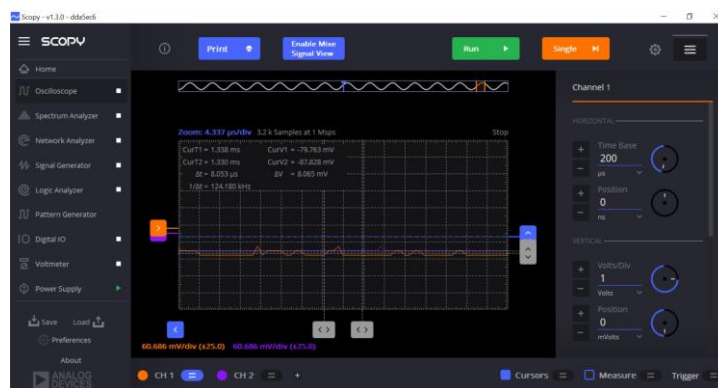 Scopy - v1.3.0 - ddd5ec6
SCOPY
Print
Enable Mixed
Signal View
Run
Single
Home
Oscilloscope
Spectrum Analyzer
Network Analyzer
Signal Generator
Logic Analyzer
Pattern Generator
Digital IO
Voltmeter
Power Supply
Save Load
Preferences
About
ANALOG
DEVICES
Zoom: 4.337 µs/div 3.2 k Samples at 1 Msps Stop
CurT1 = 1.338 ms CurV1 = -79.763 mV
CurT2 = 1.330 ms CurV2 = -87.828 mV
Δt = 8.053 µs ΔV = 8.065 mV
1/Δt = 124.180 kHz
60.686 mV/div (±25.0) 60.686 mV/div (±25.0)
Channel 1
HORIZONTAL
Time Base
200
µs
Position
0
ns
VERTICAL
Volts/Div
1
Volts
Position
0
mVolts
CH 1 CH 2 + Cursors Measure Trigger